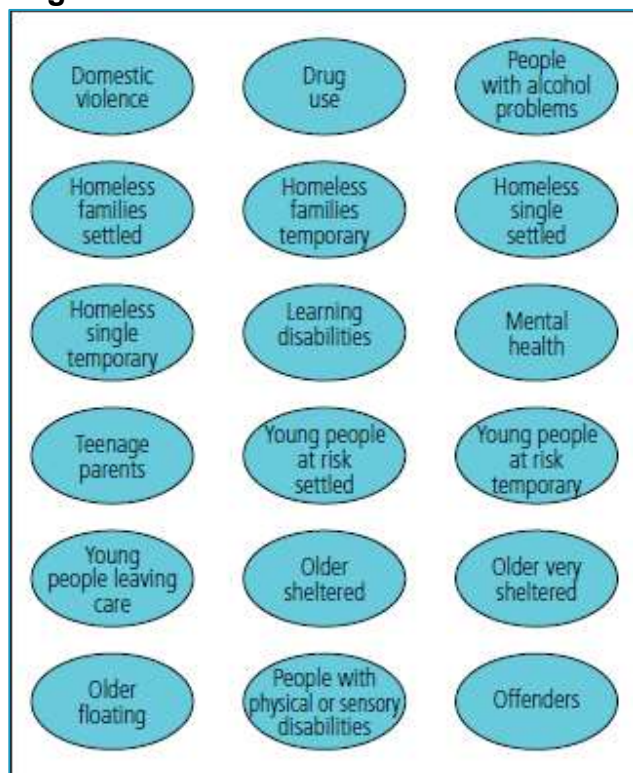 Domestic
violence
Drug
use
People
with alcohol
problems
Homeless
families
settled
Homeless
families
temporary
Homeless
single
settled
Homeless
single
temporary
Learning
disabilities
Mental
health
Teenage
parents
Young people
at risk
settled
Young people
at risk
temporary
Young
people leaving
care
Older
sheltered
Older very
sheltered
Older
floating
People with
physical or sensory
disabilities
Offenders